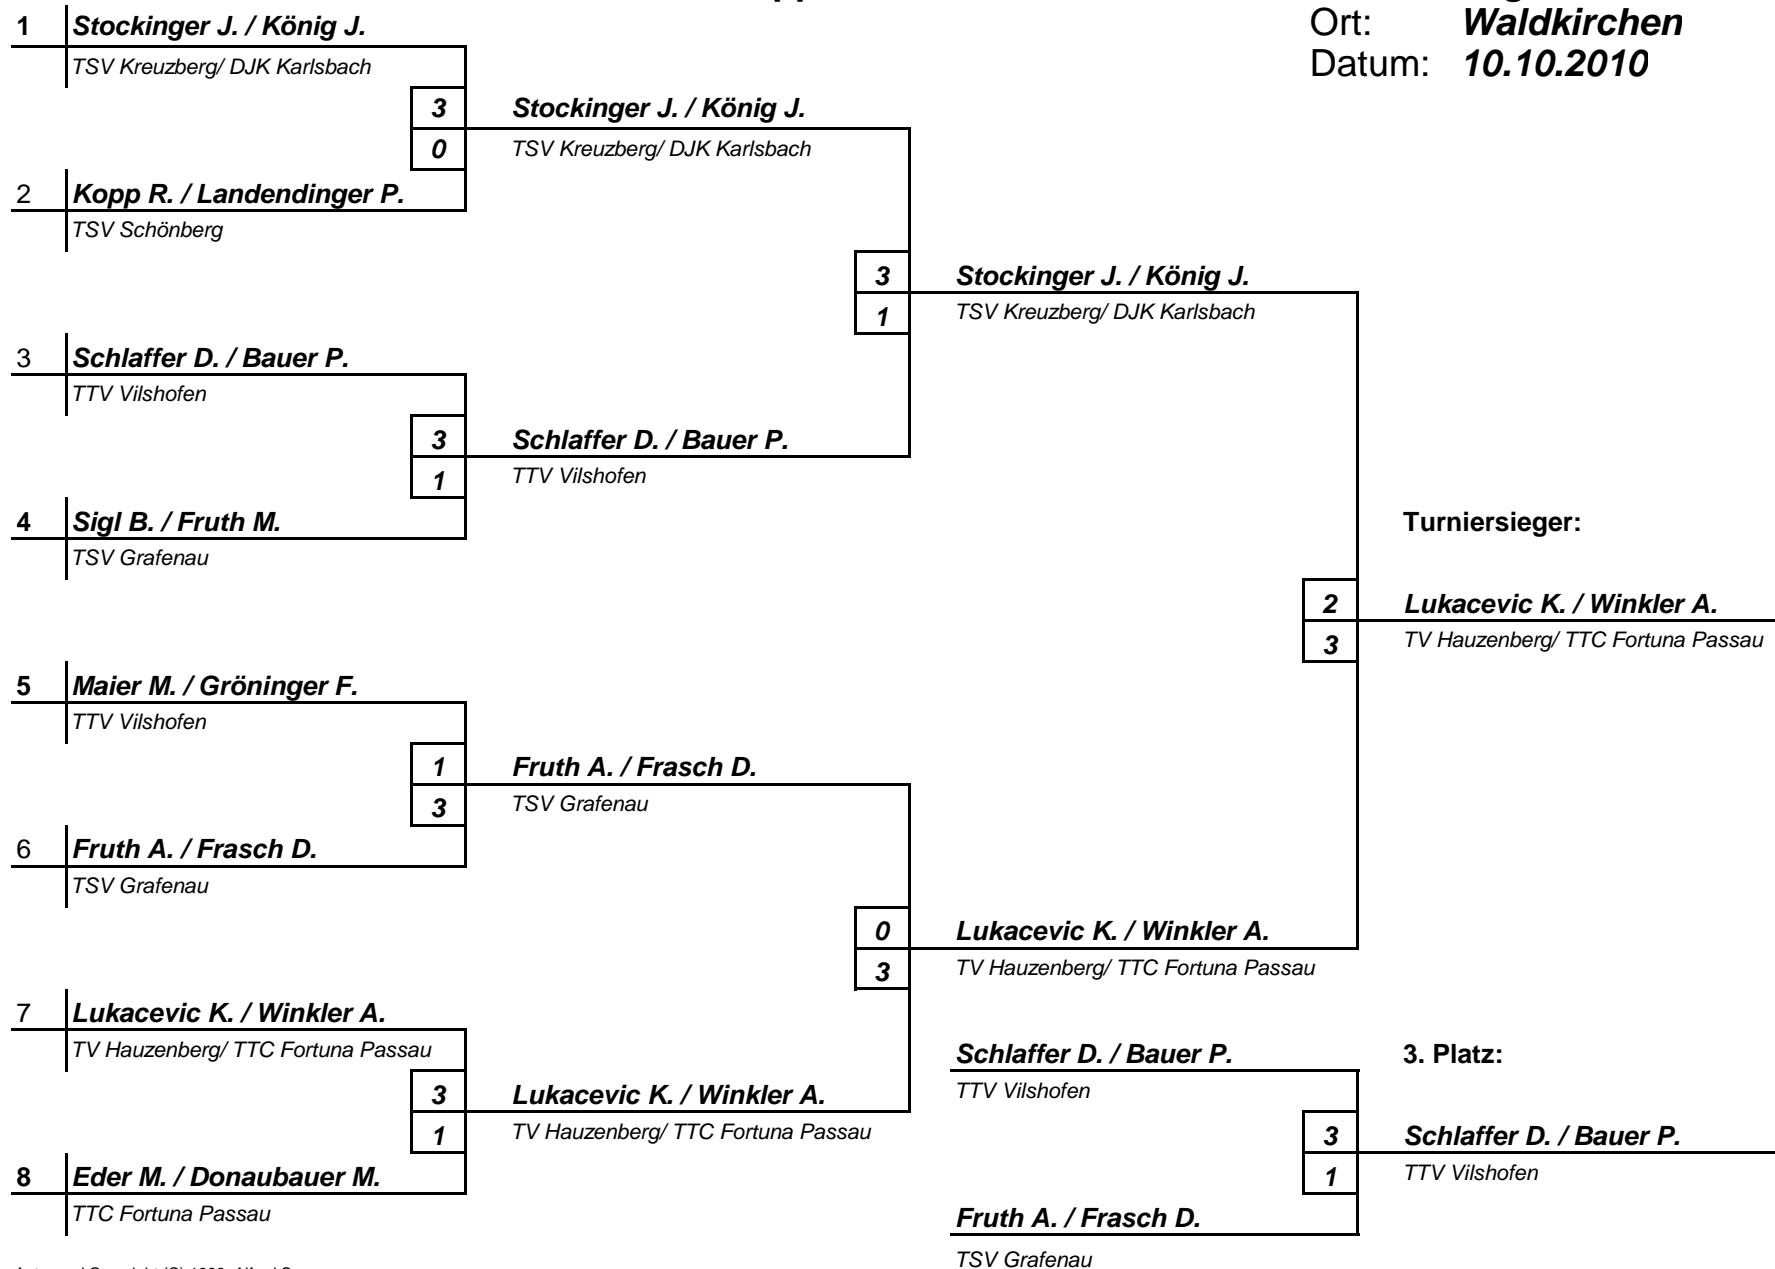 Ort: Waldkirchen
Datum: 10.10.2010
1 Stockinger J. / König J.
TSV Kreuzberg/ DJK Karlsbach
3 Stockinger J. / König J.
0 TSV Kreuzberg/ DJK Karlsbach
2 Kopp R. / Landendinger P.
TSV Schönberg
3 Stockinger J. / König J.
1 TSV Kreuzberg/ DJK Karlsbach
3 Schlaffer D. / Bauer P.
TTV Vilshofen
3 Schlaffer D. / Bauer P.
1 TTV Vilshofen
4 Sigl B. / Fruth M.
TSV Grafenau
Turniersieger:
2 Lukacevic K. / Winkler A.
3 TV Hauzenberg/ TTC Fortuna Passau
5 Maier M. / Gröninger F.
TTV Vilshofen
1 Fruth A. / Frasch D.
3 TSV Grafenau
6 Fruth A. / Frasch D.
TSV Grafenau
0 Lukacevic K. / Winkler A.
3 TV Hauzenberg/ TTC Fortuna Passau
7 Lukacevic K. / Winkler A.
TV Hauzenberg/ TTC Fortuna Passau
Schlaffer D. / Bauer P. 3. Platz:
TTV Vilshofen
3 Lukacevic K. / Winkler A.
1 TV Hauzenberg/ TTC Fortuna Passau
3 Schlaffer D. / Bauer P.
1 TTV Vilshofen
8 Eder M. / Donaubauer M.
TTC Fortuna Passau
Fruth A. / Frasch D.
TSV Grafenau